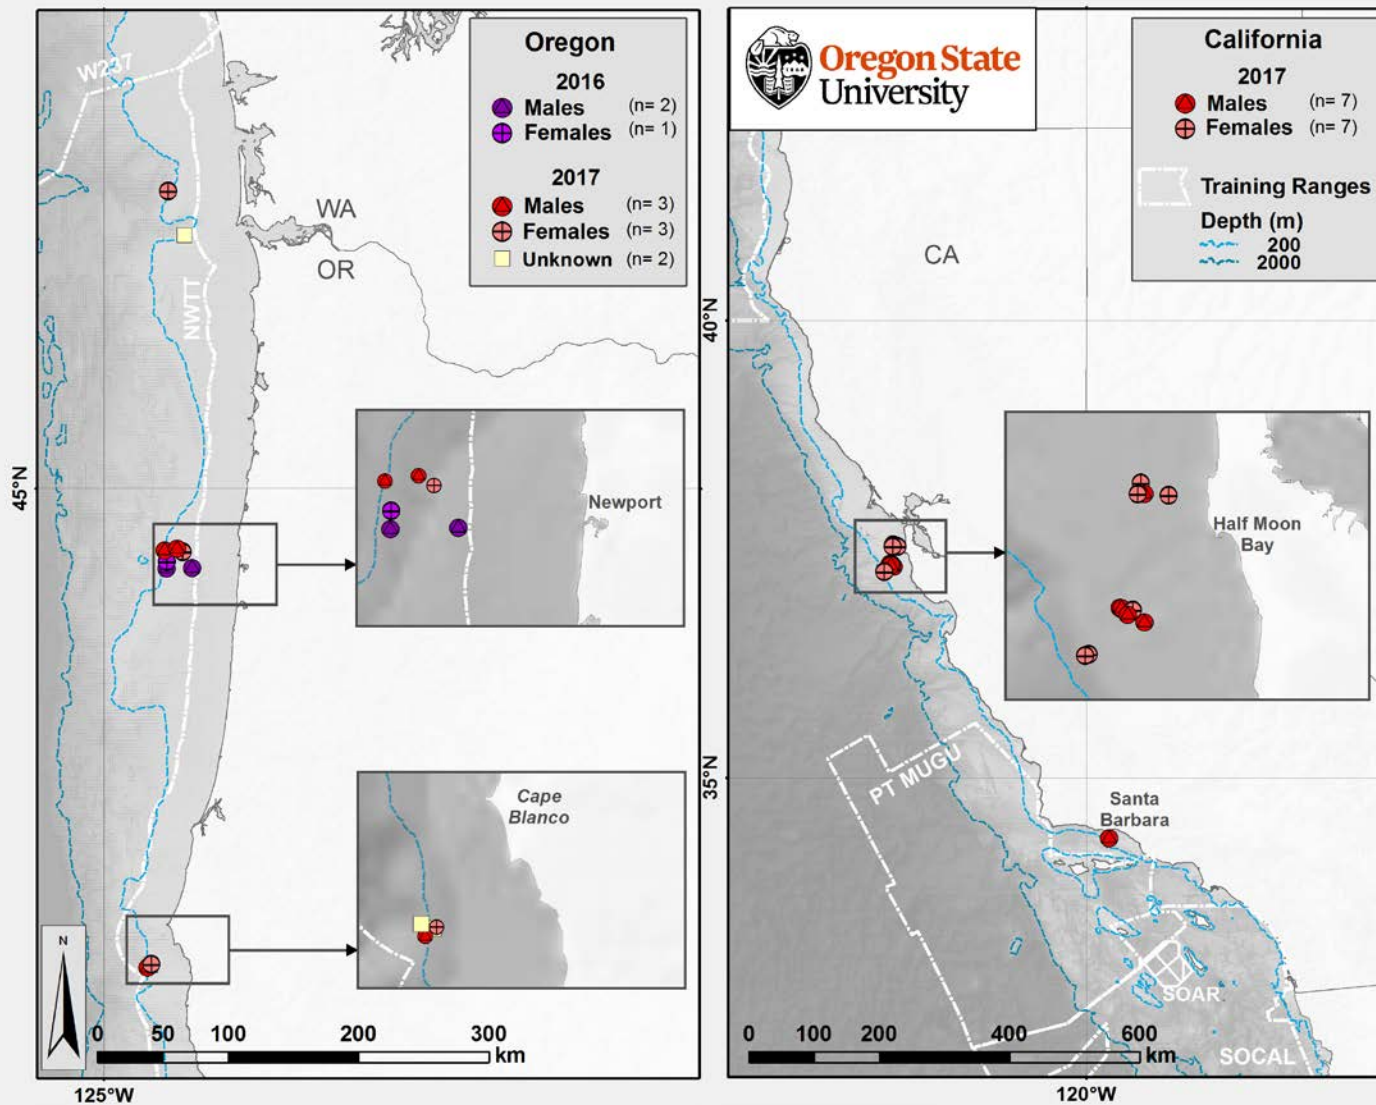 Oregon
2016
Males (n= 2)
Females (n= 1)
2017
Males (n= 3)
Females (n= 3)
Unknown (n= 2)
W237
WA
OR
NWTT
45°N
Newport
Cape
Blanco
N
0 50 100 200 300
km
125°W
Oregon State
University
California
2017
Males (n= 7)
Females (n= 7)
Training Ranges
Depth (m)
200
2000
CA
40°N
Half Moon
Bay
35°N
PT MUGU
Santa
Barbara
SOAR
SOCAL
0 100 200 400 600 km
120°W